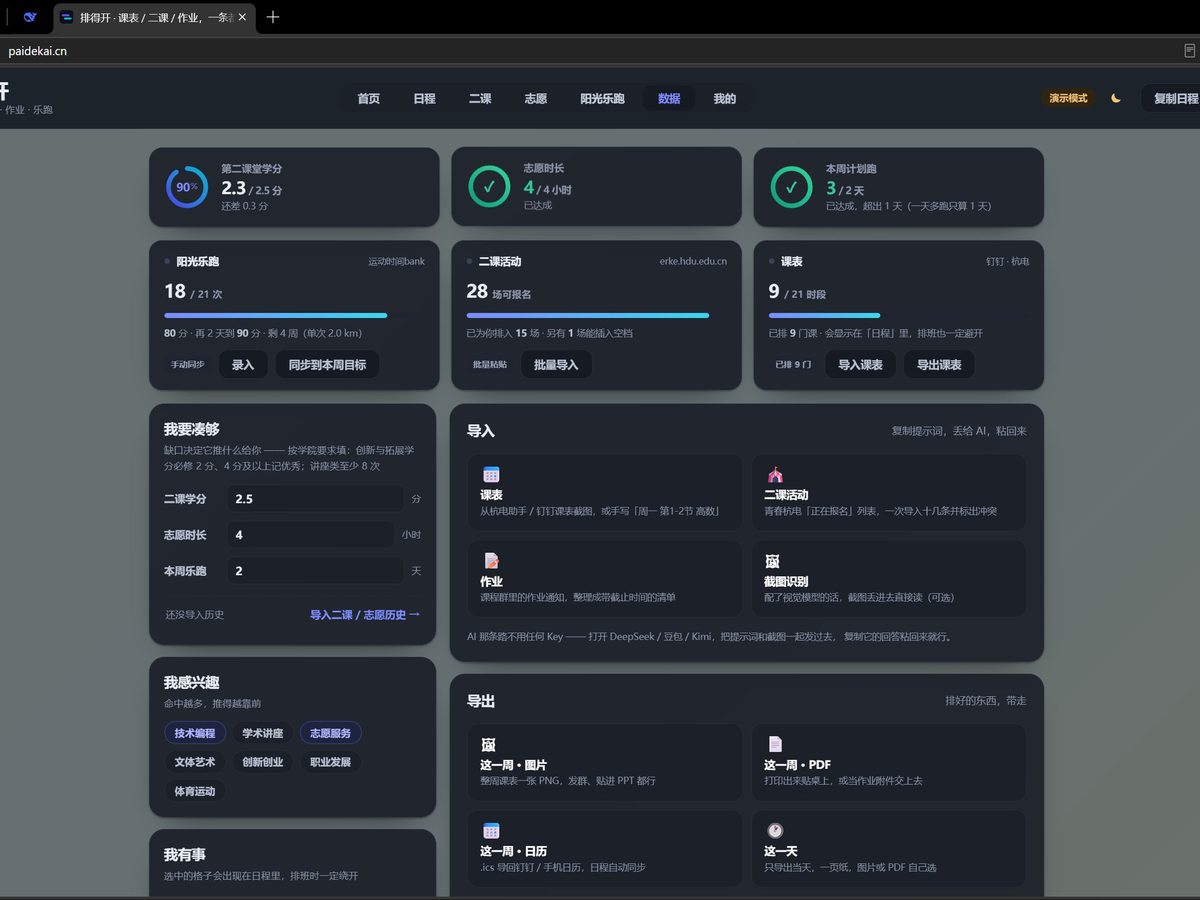 排得开 · 课表 / 二课 / 作业，一条
paidekai.cn
开
· 作业 · 乐跑
首页
日程
二课
志愿
阳光乐跑
数据
我的
演示模式
复制日程
90%
第二课堂学分
2.3 / 2.5 分
还差 0.3 分
✓
志愿时长
4 / 4 小时
已达成
✓
本周计划跑
3 / 2 天
已达成，超出 1 天（一天多跑只算 1 天）
阳光乐跑
运动时间bank
18 / 21 次
80 分 · 再 2 天到 90 分 · 剩 4 周（单次 2.0 km）
手动同步
录入
同步到本周目标
二课活动
erke.hdu.edu.cn
28 场可报名
已为你排入 15 场 · 另有 1 场能插入空档
批量粘贴
批量导入
课表
钉钉 · 杭电
9 / 21 时段
已排 9 门课 · 会显示在「日程」里，排班也一定避开
已排 9 门
导入课表
导出课表
我要凑够
缺口决定它推什么给你 —— 按学院要求填：创新与拓展学
分必修 2 分、4 分及以上记优秀；讲座类至少 8 次
二课学分
2.5
分
志愿时长
4
小时
本周乐跑
2
天
还没导入历史
导入二课 / 志愿历史 →
我感兴趣
命中越多，推得越靠前
技术编程
学术讲座
志愿服务
文体艺术
创新创业
职业发展
体育运动
我有事
选中的格子会出现在日程里，排班时一定绕开
导入
复制提示词，丢给 AI，粘回来
课表
从杭电助手 / 钉钉课表截图，或手写「周一 第1-2节 高数」
二课活动
青春杭电「正在报名」列表，一次导入十几条并标出冲突
作业
课程群里的作业通知，整理成带截止时间的清单
截图识别
配了视觉模型的话，截图丢进去直接读（可选）
AI 那条路不用任何 Key —— 打开 DeepSeek / 豆包 / Kimi，把提示词和截图一起发过去， 复制它的回答粘回来就行。
导出
排好的东西，带走
这一周 · 图片
整周课表一张 PNG，发群、贴进 PPT 都行
这一周 · PDF
打印出来贴桌上，或当作业附件交上去
这一周 · 日历
.ics 导回钉钉 / 手机日历，日程自动同步
这一天
只导出当天，一页纸，图片或 PDF 自己选